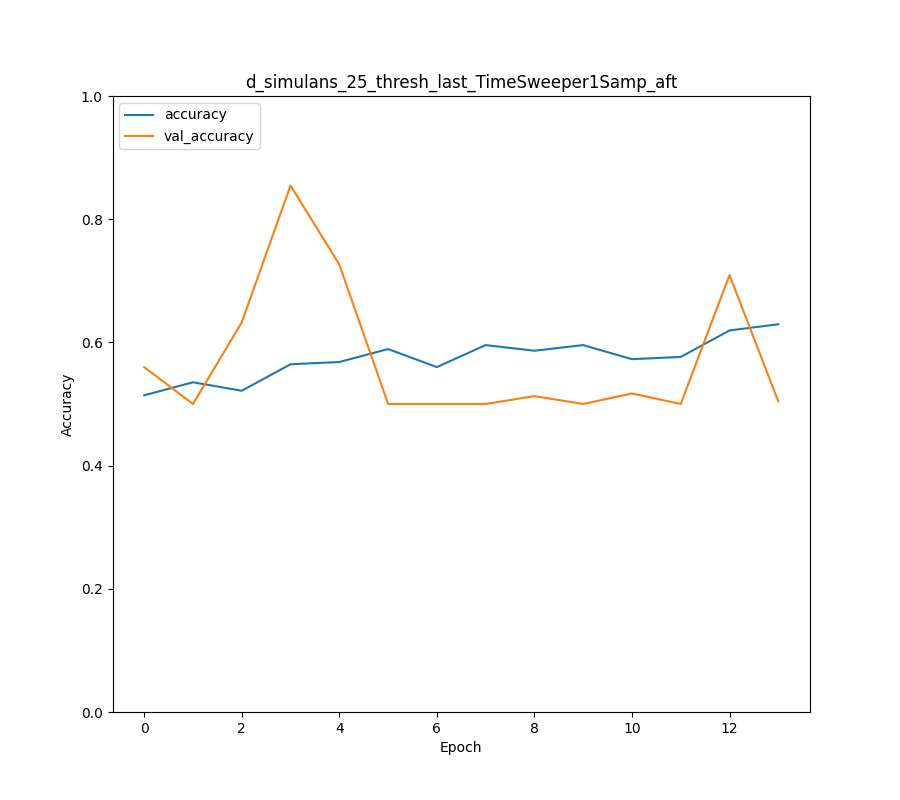 d_simulans_25_thresh_last_TimeSweeper1Samp_aft
accuracy
val_accuracy
1.0
0.8
0.6
0.4
0.2
0.0
Accuracy
0 2 4 6 8 10 12
Epoch